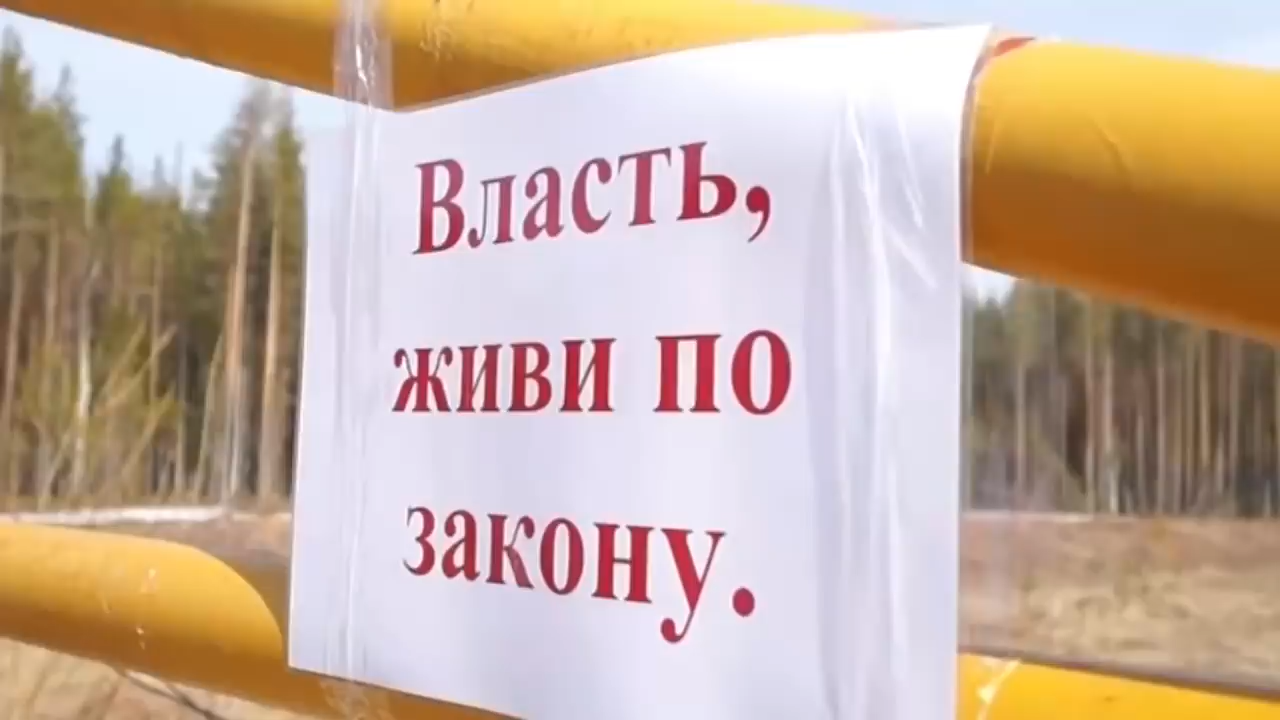 Власть,
живи по
закону.